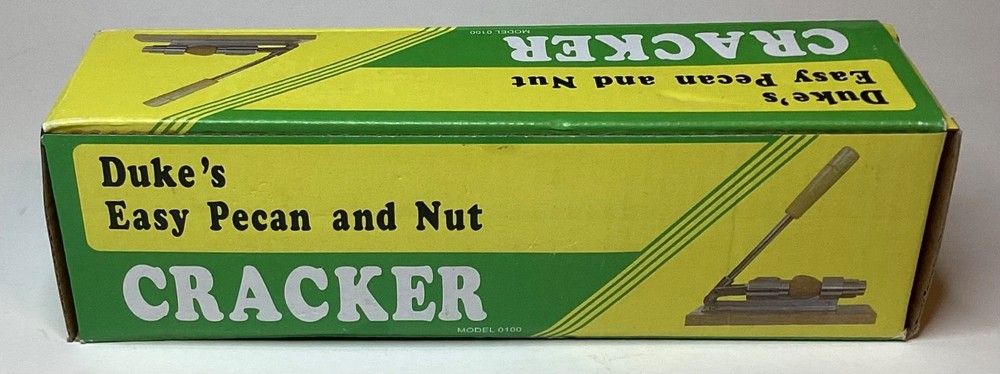 MODEL 0100
CRACKER
Easy Pecan and Nut
Duke's
Duke's
Easy Pecan and Nut
CRACKER
MODEL 0100